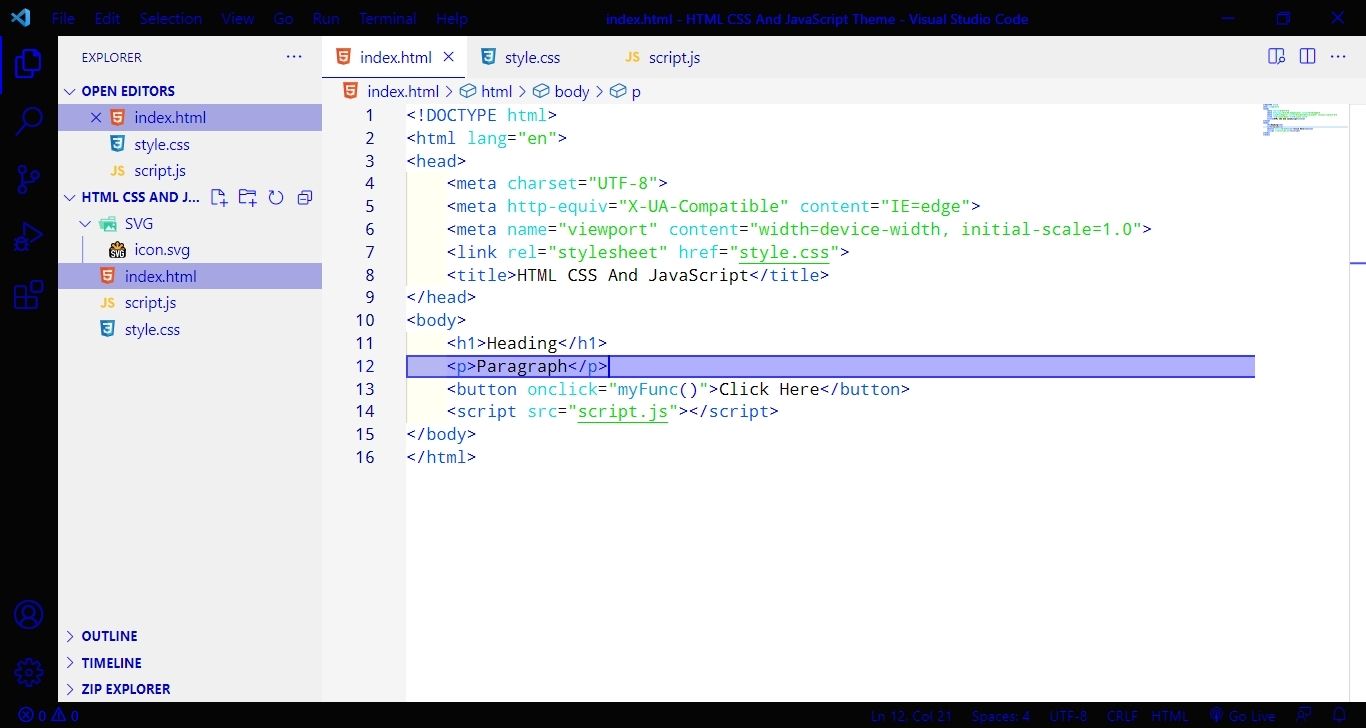 File Edit Selection View Go Run Terminal Help index.html - HTML CSS And JavaScript Theme - Visual Studio Code
EXPLORER
OPEN EDITORS
index.html
style.css
JS script.js
HTML CSS AND J...
SVG
SVG icon.svg
index.html
JS script.js
style.css
OUTLINE
TIMELINE
ZIP EXPLORER
index.html style.css JS script.js
index.html > html > body > p
1 <!DOCTYPE html>
2 <html lang="en">
3 <head>
4 <meta charset="UTF-8">
5 <meta http-equiv="X-UA-Compatible" content="IE=edge">
6 <meta name="viewport" content="width=device-width, initial-scale=1.0">
7 <link rel="stylesheet" href="style.css">
8 <title>HTML CSS And JavaScript</title>
9 </head>
10 <body>
11 <h1>Heading</h1>
12 <p>Paragraph</p>
13 <button onclick="myFunc()">Click Here</button>
14 <script src="script.js"></script>
15 </body>
16 </html>
0 0 Ln 12, Col 21 Spaces: 4 UTF-8 CRLF HTML Go Live